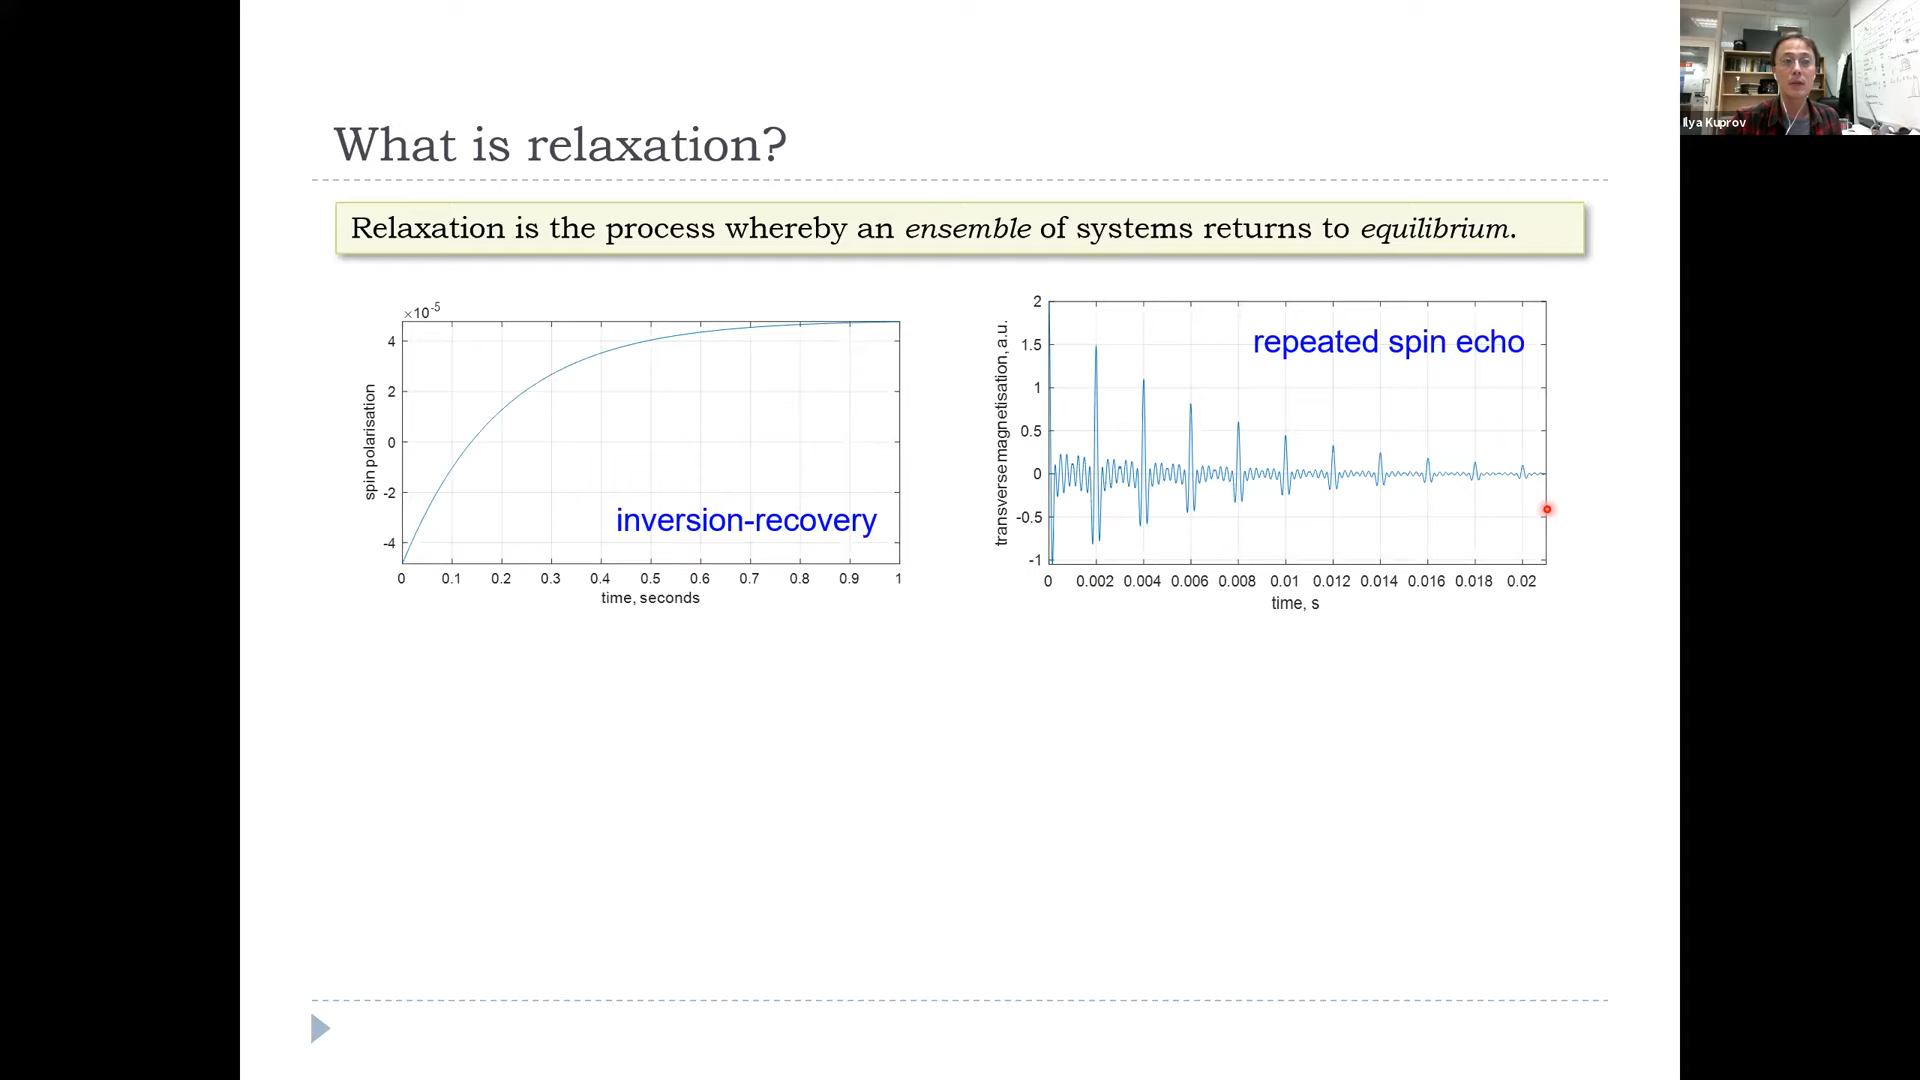 What is relaxation?
Relaxation is the process whereby an ensemble of systems returns to equilibrium.
×10-5
4
2
0
-2
-4
spin polarisation
inversion-recovery
0 0.1 0.2 0.3 0.4 0.5 0.6 0.7 0.8 0.9 1
time, seconds
2
1.5
1
0.5
0
-0.5
-1
transverse magnetisation, a.u.
repeated spin echo
0 0.002 0.004 0.006 0.008 0.01 0.012 0.014 0.016 0.018 0.02
time, s
Ilya Kuprov